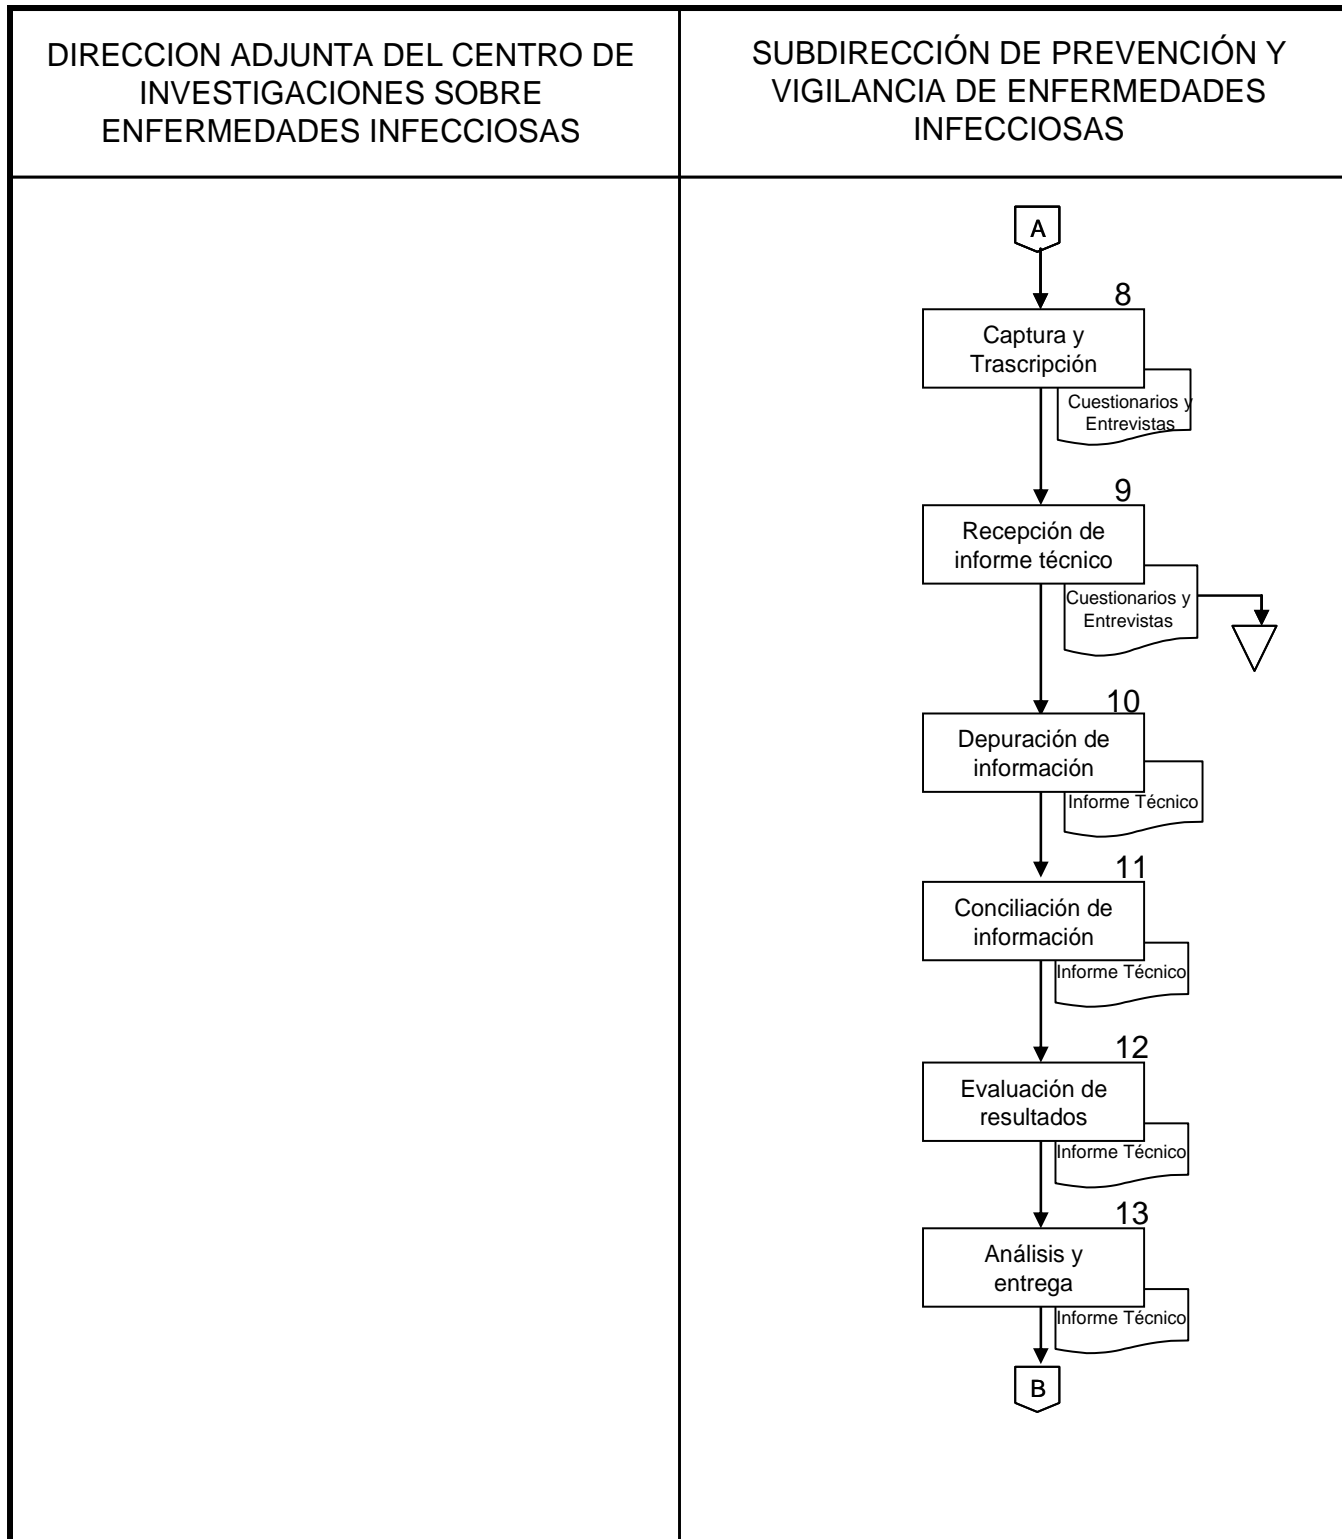 DIRECCION ADJUNTA DEL CENTRO DE
INVESTIGACIONES SOBRE
ENFERMEDADES INFECCIOSAS
SUBDIRECCIÓN DE PREVENCIÓN Y
VIGILANCIA DE ENFERMEDADES
INFECCIOSAS
A
8
Captura y
Trascripción
Cuestionarios y
Entrevistas
9
Recepción de
informe técnico
Cuestionarios y
Entrevistas
10
Depuración de
información
Informe Técnico
11
Conciliación de
información
Informe Técnico
12
Evaluación de
resultados
Informe Técnico
13
Análisis y
entrega
Informe Técnico
B